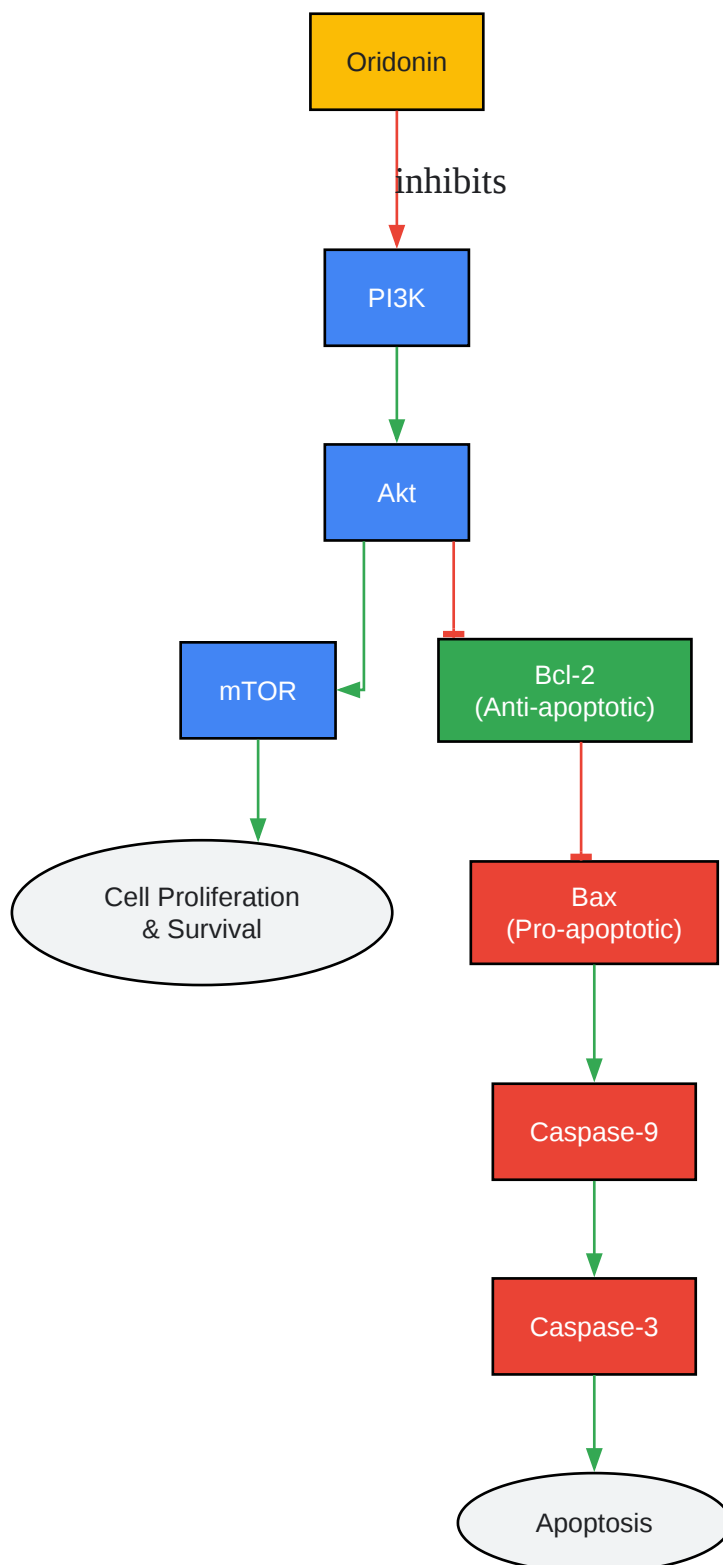 Oridonin
inhibits
PI3K
Akt
mTOR
Bcl-2
(Anti-apoptotic)
Cell Proliferation
& Survival
Bax
(Pro-apoptotic)
Caspase-9
Caspase-3
Apoptosis